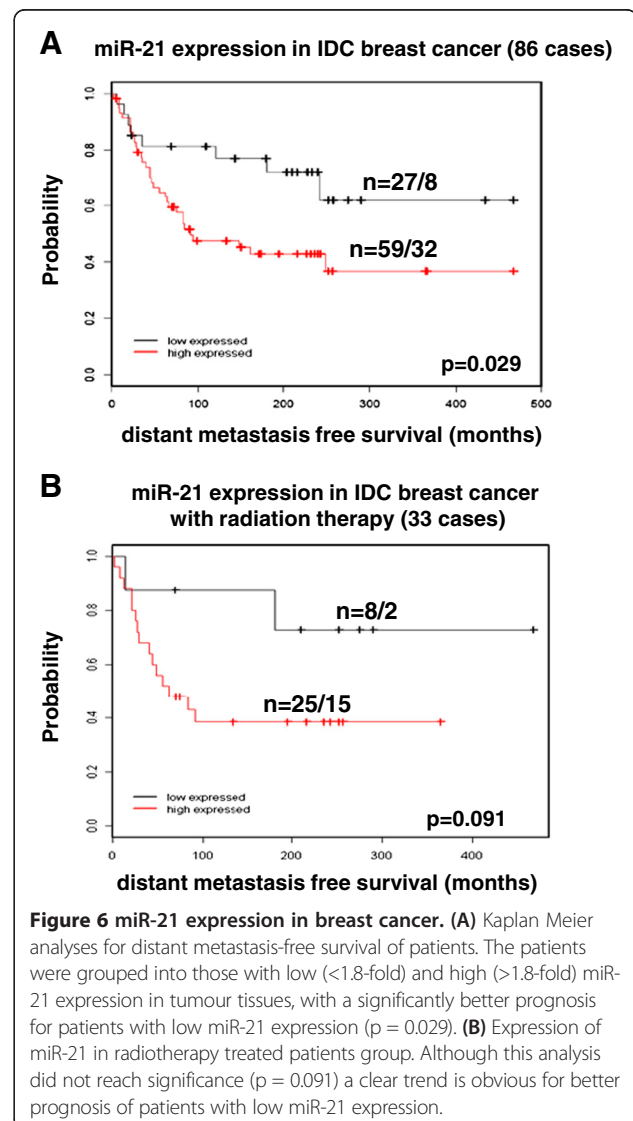 A
miR-21 expression in IDC breast cancer (86 cases)
Probability
1.0
0.8
0.6
0.4
0.2
0.0
n=27/8
n=59/32
low expressed
high expressed
p=0.029
0 100 200 300 400 500
distant metastasis free survival (months)
B
miR-21 expression in IDC breast cancer
with radiation therapy (33 cases)
Probability
1.0
0.8
0.6
0.4
0.2
0.0
n=8/2
n=25/15
low expressed
high expressed
p=0.091
0 100 200 300 400
distant metastasis free survival (months)
Figure 6 miR-21 expression in breast cancer. (A) Kaplan Meier
analyses for distant metastasis-free survival of patients. The patients
were grouped into those with low (<1.8-fold) and high (>1.8-fold) miR-
21 expression in tumour tissues, with a significantly better prognosis
for patients with low miR-21 expression (p = 0.029). (B) Expression of
miR-21 in radiotherapy treated patients group. Although this analysis
did not reach significance (p = 0.091) a clear trend is obvious for better
prognosis of patients with low miR-21 expression.